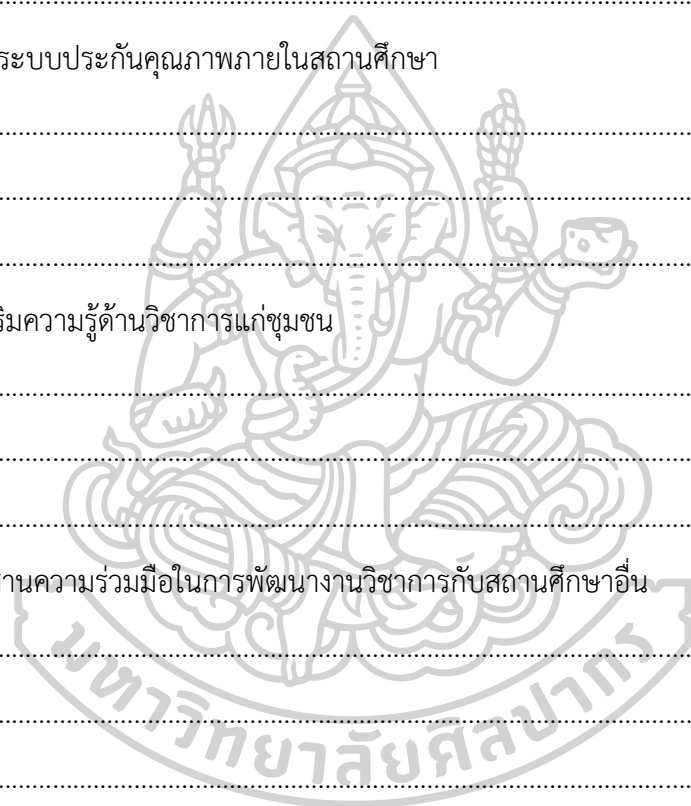 ระบบประกันคุณภาพภายในสถานศึกษา
ริมความรู้ด้านวิชาการแก่ชุมชน
านความร่วมมือในการพัฒนางานวิชาการกับสถานศึกษาอื่น
มหาวิทยาลัยศิลปากร